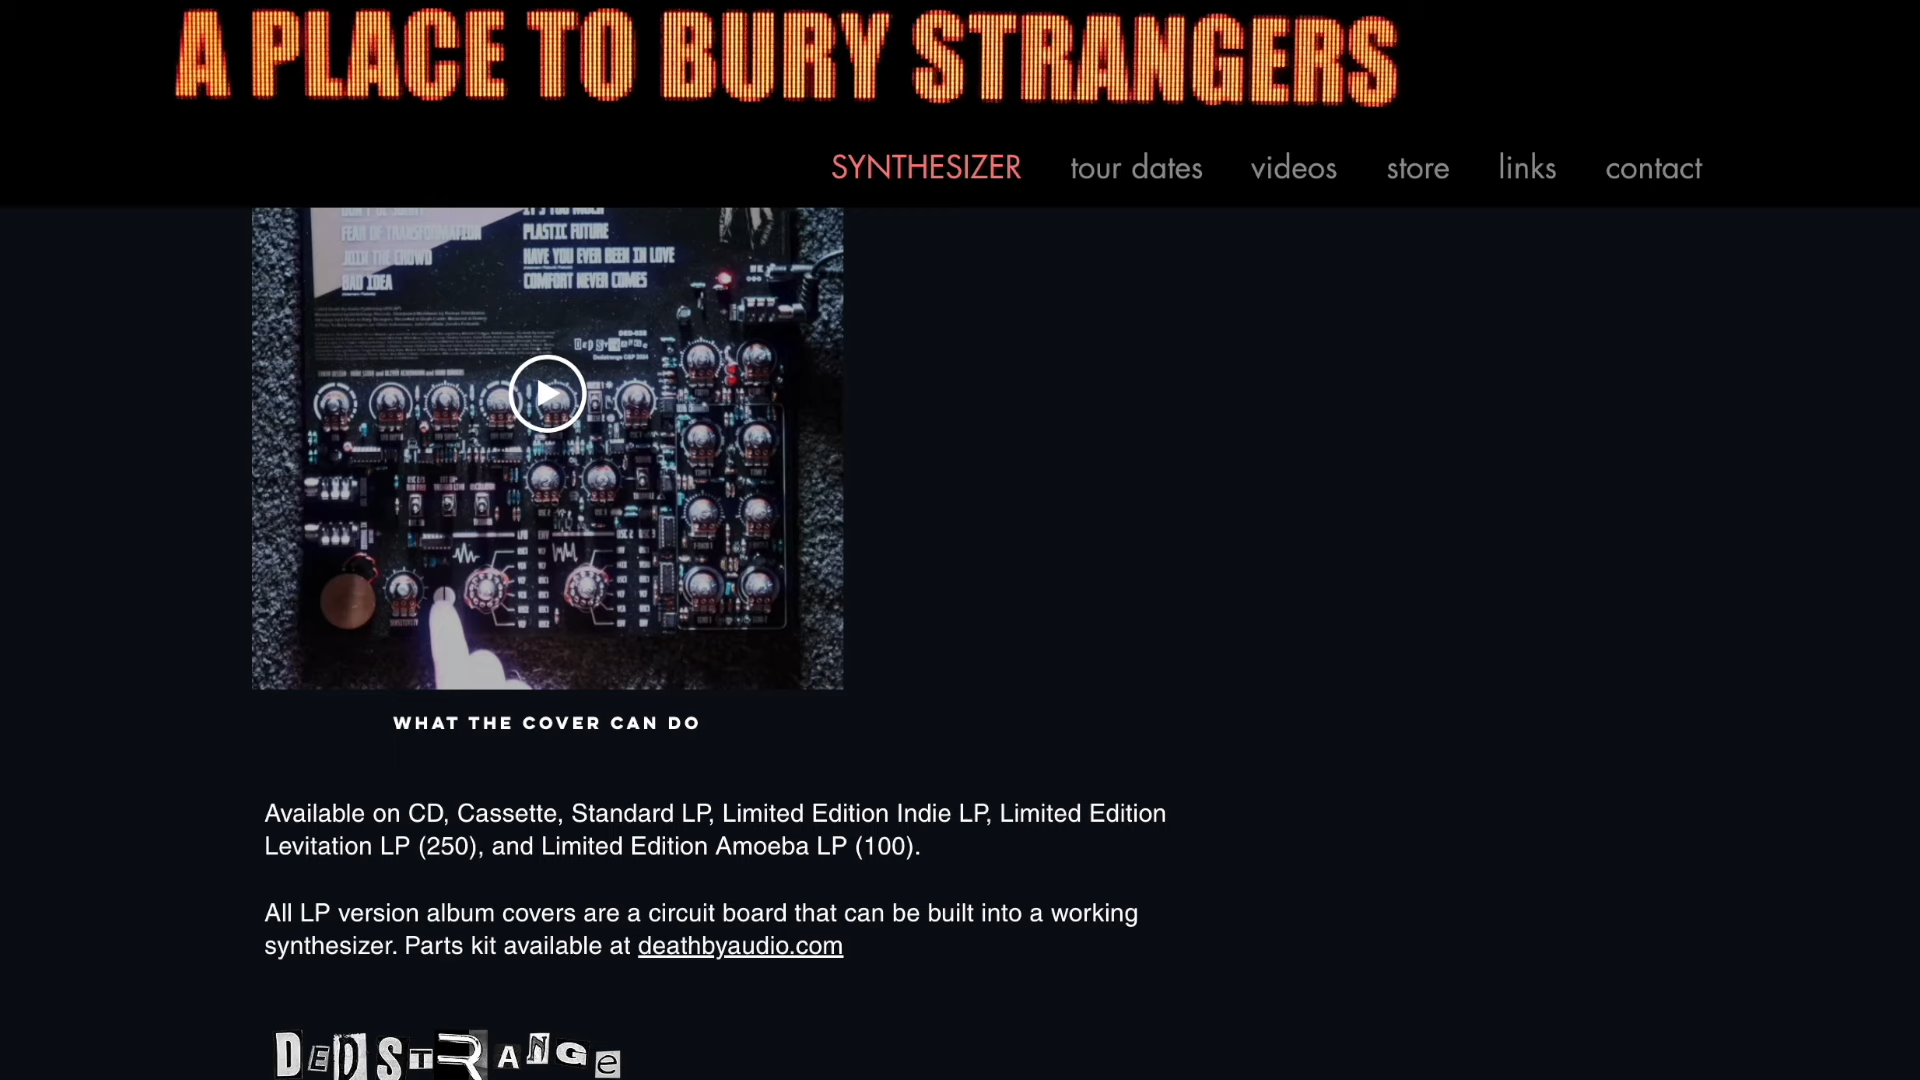 A PLACE TO BURY STRANGERS
SYNTHESIZER tour dates videos store links contact
FEAR OF TRANSFORMATION
JOIN THE CROWD
BAD IDEA
IT'S TOO MUCH
PLASTIC FUTURE
HAVE YOU EVER BEEN IN LOVE
COMFORT NEVER COMES
WHAT THE COVER CAN DO
Available on CD, Cassette, Standard LP, Limited Edition Indie LP, Limited Edition
Levitation LP (250), and Limited Edition Amoeba LP (100).
All LP version album covers are a circuit board that can be built into a working
synthesizer. Parts kit available at deathbyaudio.com
DEDSTRANGe